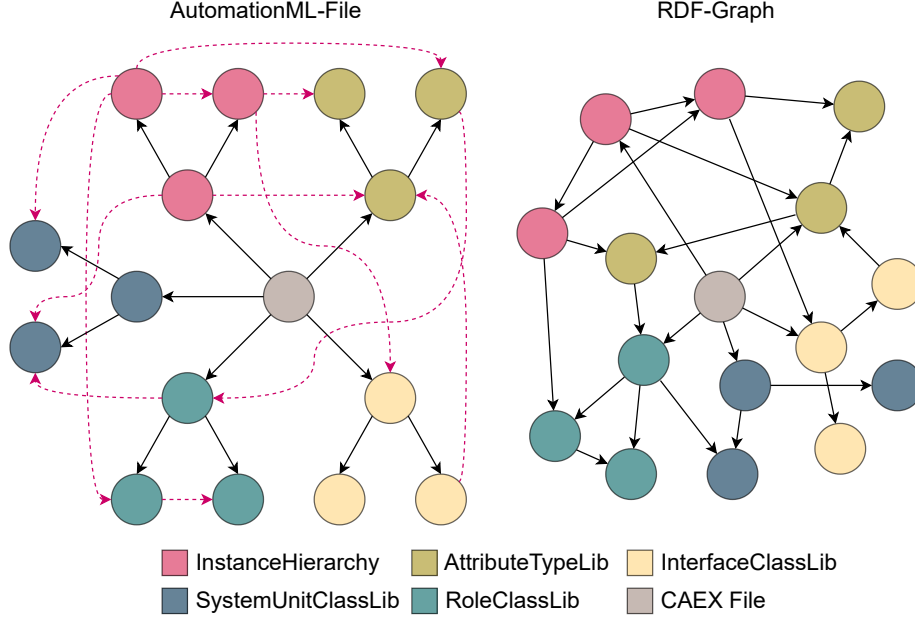 AutomationML-File
RDF-Graph
InstanceHierarchy
AttributeTypeLib
InterfaceClassLib
SystemUnitClassLib
RoleClassLib
CAEX File